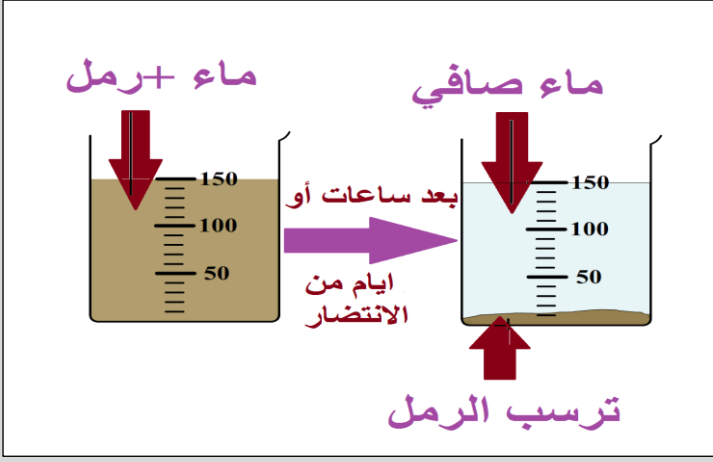 ماء +رمل
ماء صافي
150
100
50
بعد ساعات أو
ايام من
الانتضار
150
100
50
ترسب الرمل